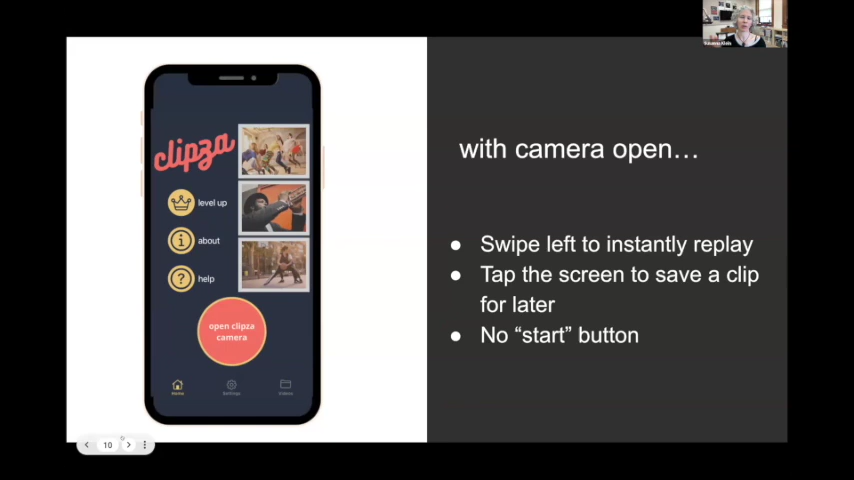 clipza
level up
about
help
open clipza
camera
Home
Settings
Videos
with camera open…
● Swipe left to instantly replay
● Tap the screen to save a clip
for later
● No “start” button
10